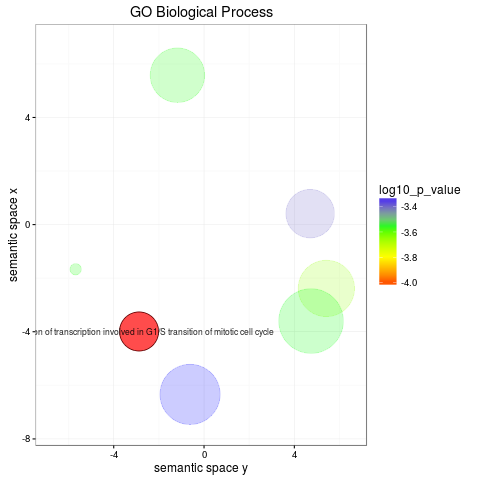 GO Biological Process
semantic space x
4
0
-4
-8
n of transcription involved in G1/S transition of mitotic cell cycle
-4
0
4
semantic space y
log10_p_value
-3.4
-3.6
-3.8
-4.0